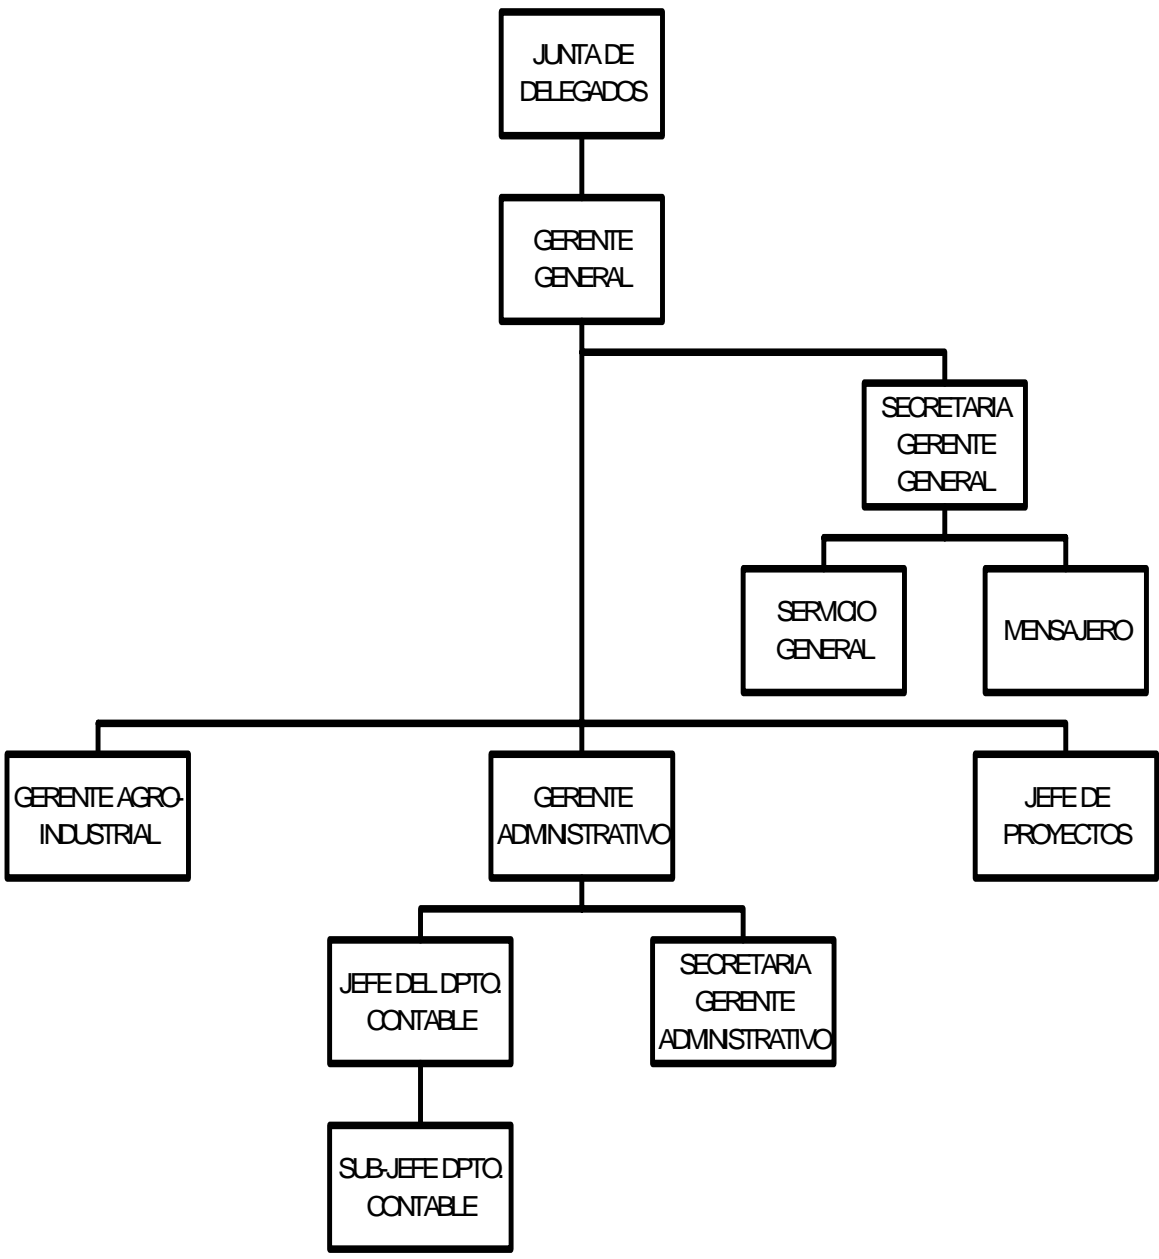 JUNTA DE
DELEGADOS
GERENTE
GENERAL
SECRETARIA
GERENTE
GENERAL
SERVICIO
GENERAL
MENSAJERO
GERENTE AGRO-
INDUSTRIAL
GERENTE
ADMINISTRATIVO
JEFE DE
PROYECTOS
JEFE DEL DPTO.
CONTABLE
SECRETARIA
GERENTE
ADMINISTRATIVO
SUB-JEFE DPTO.
CONTABLE